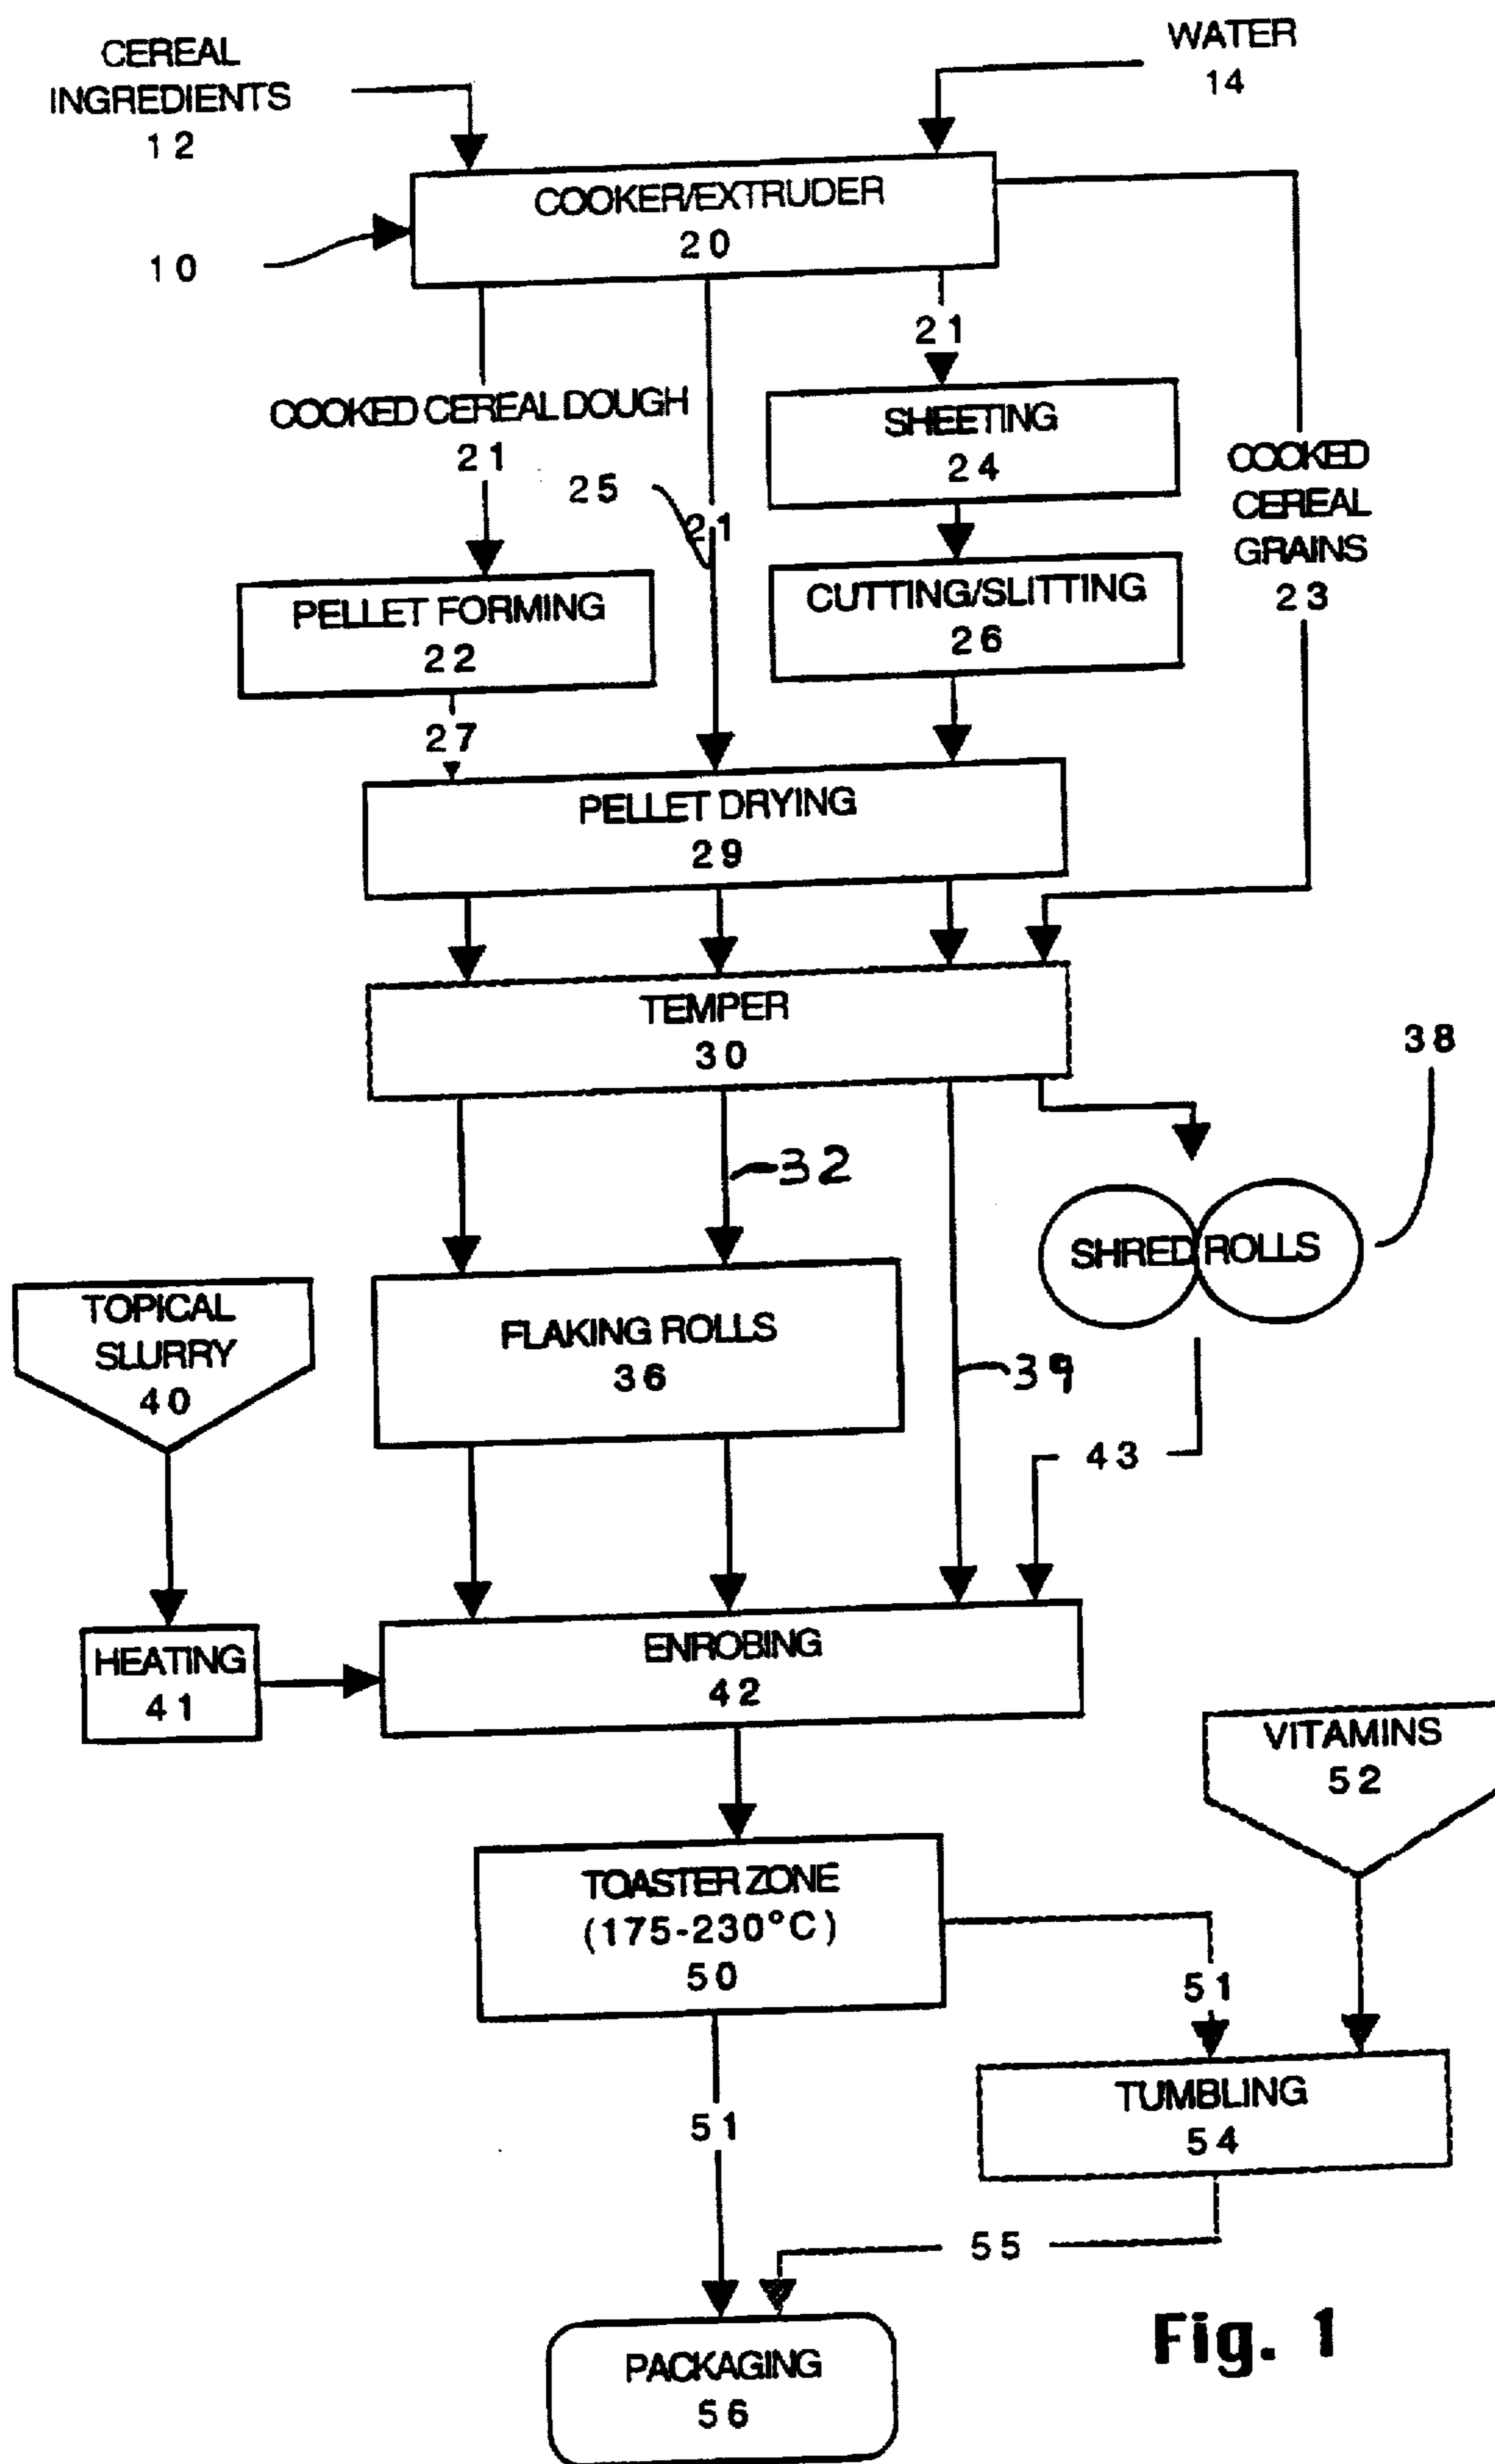 CEREAL
INGREDIENTS
12
WATER
14
COOKER/EXTRUDER
20
10
21
COOKED CEREAL DOUGH
21
25
21
SHEETING
24
COOKED
CEREAL
GRAINS
23
PELLET FORMING
22
CUTTING/SLITTING
26
27
PELLET DRYING
29
TEMPER
30
38
32
SHRED ROLLS
TOPICAL
SLURRY
40
FLAKING ROLLS
36
39
43
HEATING
41
ENROBING
42
VITAMINS
52
TOASTER ZONE
(175-230°C)
50
51
51
TUMBLING
54
55
PACKAGING
56
Fig. 1